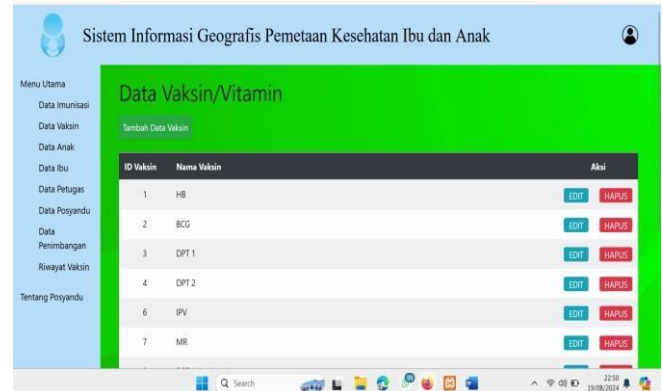 Sistem Informasi Geografis Pemetaan Kesehatan Ibu dan Anak
Menu Utama
Data Imunisasi
Data Vaksin
Data Anak
Data Ibu
Data Petugas
Data Posyandu
Data
Penimbangan
Riwayat Vaksin
Tentang Posyandu
Data Vaksin/Vitamin
Tambah Data Vaksin
ID Vaksin Nama Vaksin Aksi
1 HB EDIT HAPUS
2 BCG EDIT HAPUS
3 DPT 1 EDIT HAPUS
4 DPT 2 EDIT HAPUS
6 IPV EDIT HAPUS
7 MR EDIT HAPUS
Search
99
22:50
19/08/2024